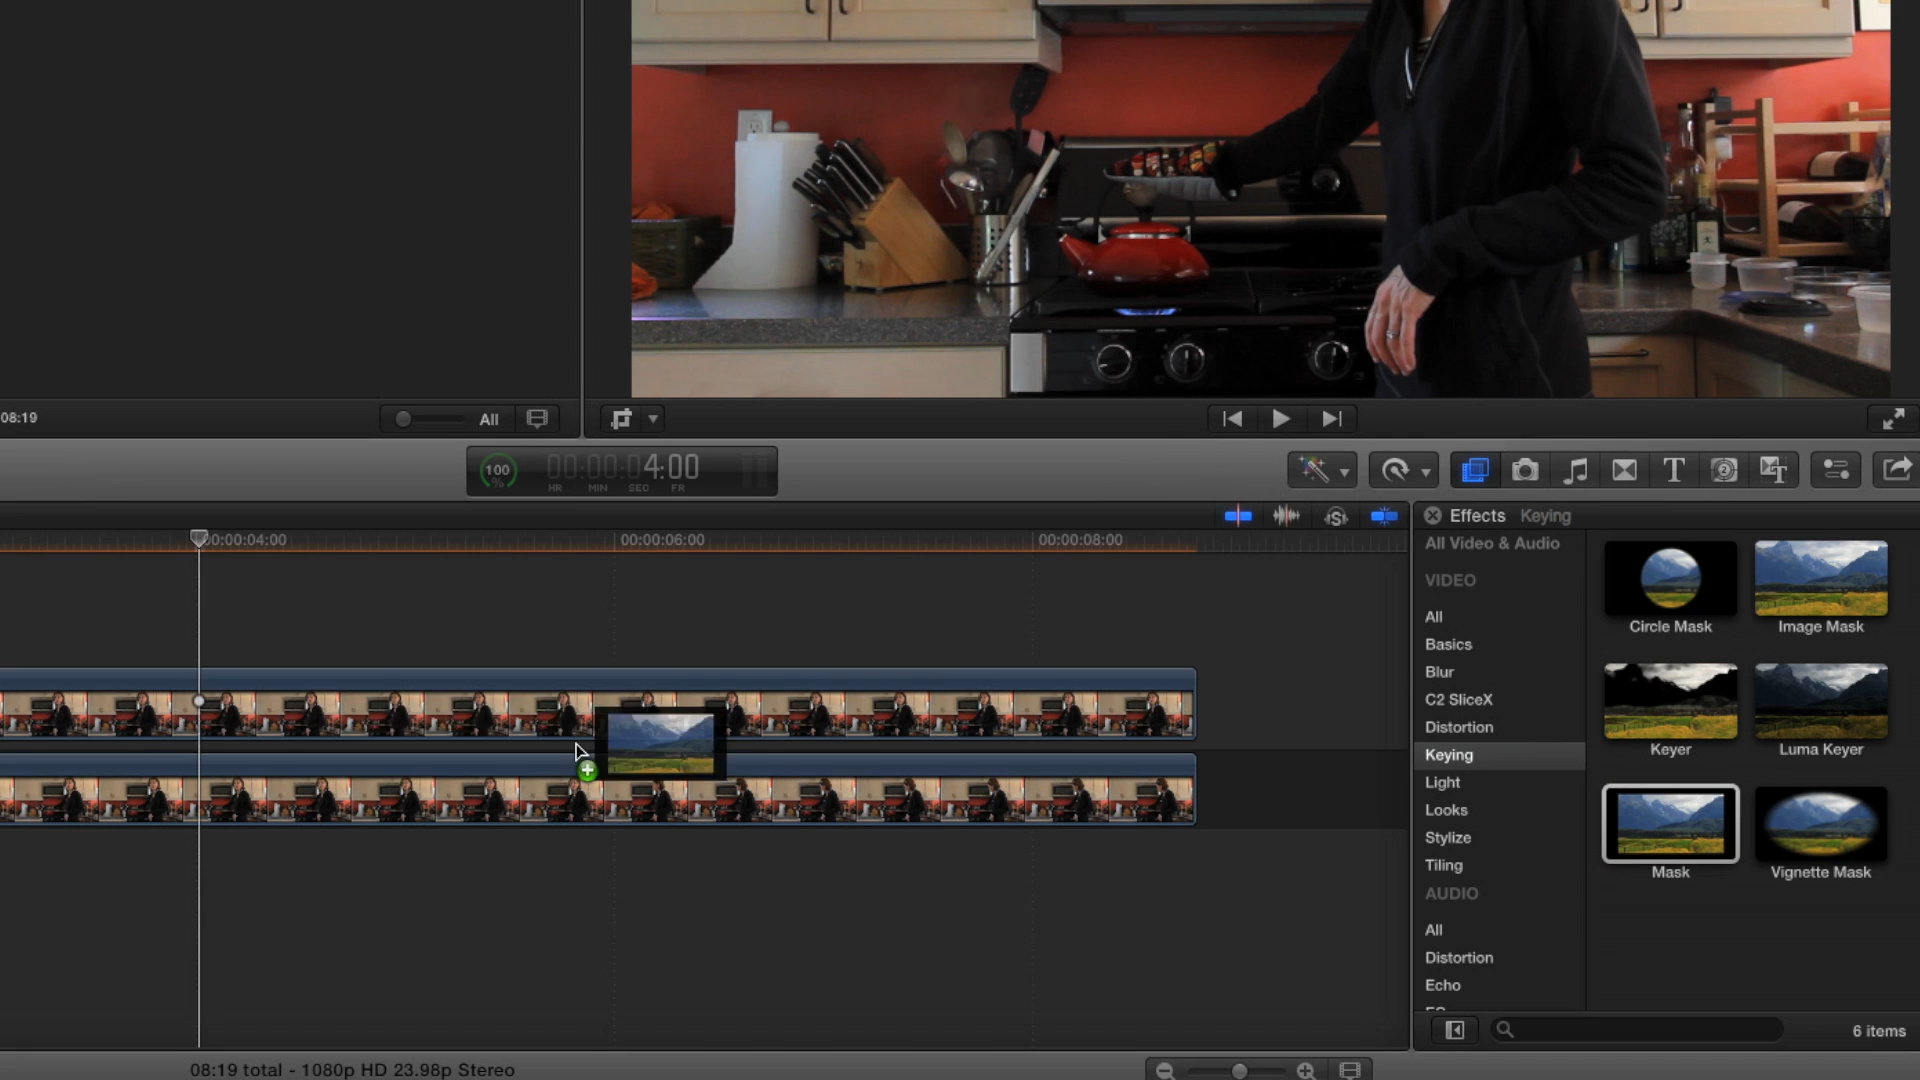 08:19
All
100
%
00:00:04:00
HR MIN SEC FR
T
Effects Keying
00:00:04:00
00:00:06:00
00:00:08:00
All Video & Audio
VIDEO
All
Basics
Blur
C2 SliceX
Distortion
Keying
Light
Looks
Stylize
Tiling
AUDIO
All
Distortion
Echo
Circle Mask
Image Mask
Keyer
Luma Keyer
Mask
Vignette Mask
6 items
08:19 total - 1080p HD 23.98p Stereo